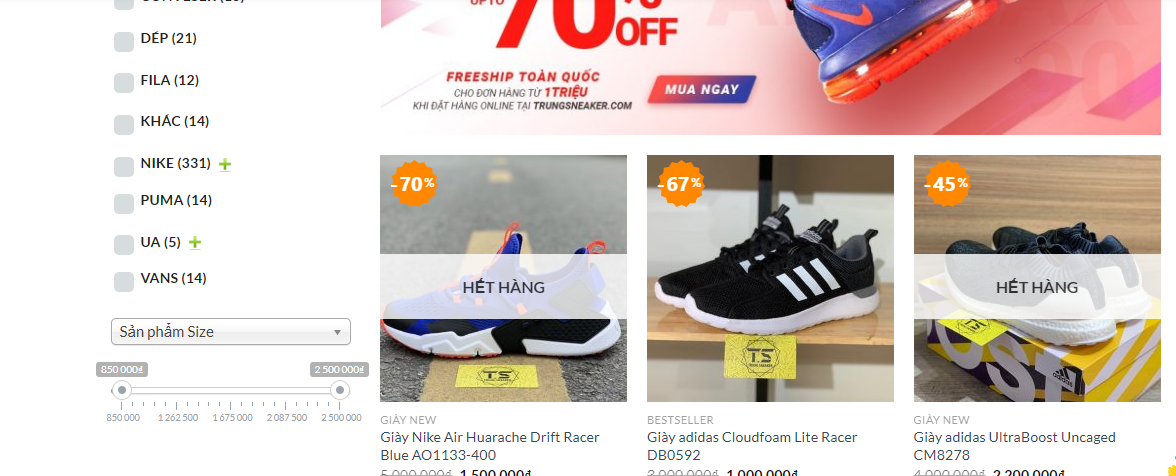 DÉP (21)
FILA (12)
KHÁC (14)
NIKE (331)
PUMA (14)
UA (5)
VANS (14)
Sản phẩm Size
850 000₫
2 500 000₫
850 000
1 262 500
1 675 000
2 087 500
2 500 000
UPTO
70%
OFF
FREESHIP TOÀN QUỐC
CHO ĐƠN HÀNG TỪ 1TRIỆU
KHI ĐẶT HÀNG ONLINE TẠI TRUNGSNEAKER.COM
MUA NGAY
-70%
HẾT HÀNG
T.S
GIÀY NEW
Giày Nike Air Huarache Drift Racer
Blue AO1133-400
5,000,000₫ 1,500,000₫
-67%
T.S
BESTSELLER
Giày adidas Cloudfoam Lite Racer
DB0592
3,000,000₫ 1,000,000₫
-45%
HẾT HÀNG
adidas
GIÀY NEW
Giày adidas UltraBoost Uncaged
CM8278
4,000,000₫ 2,200,000₫